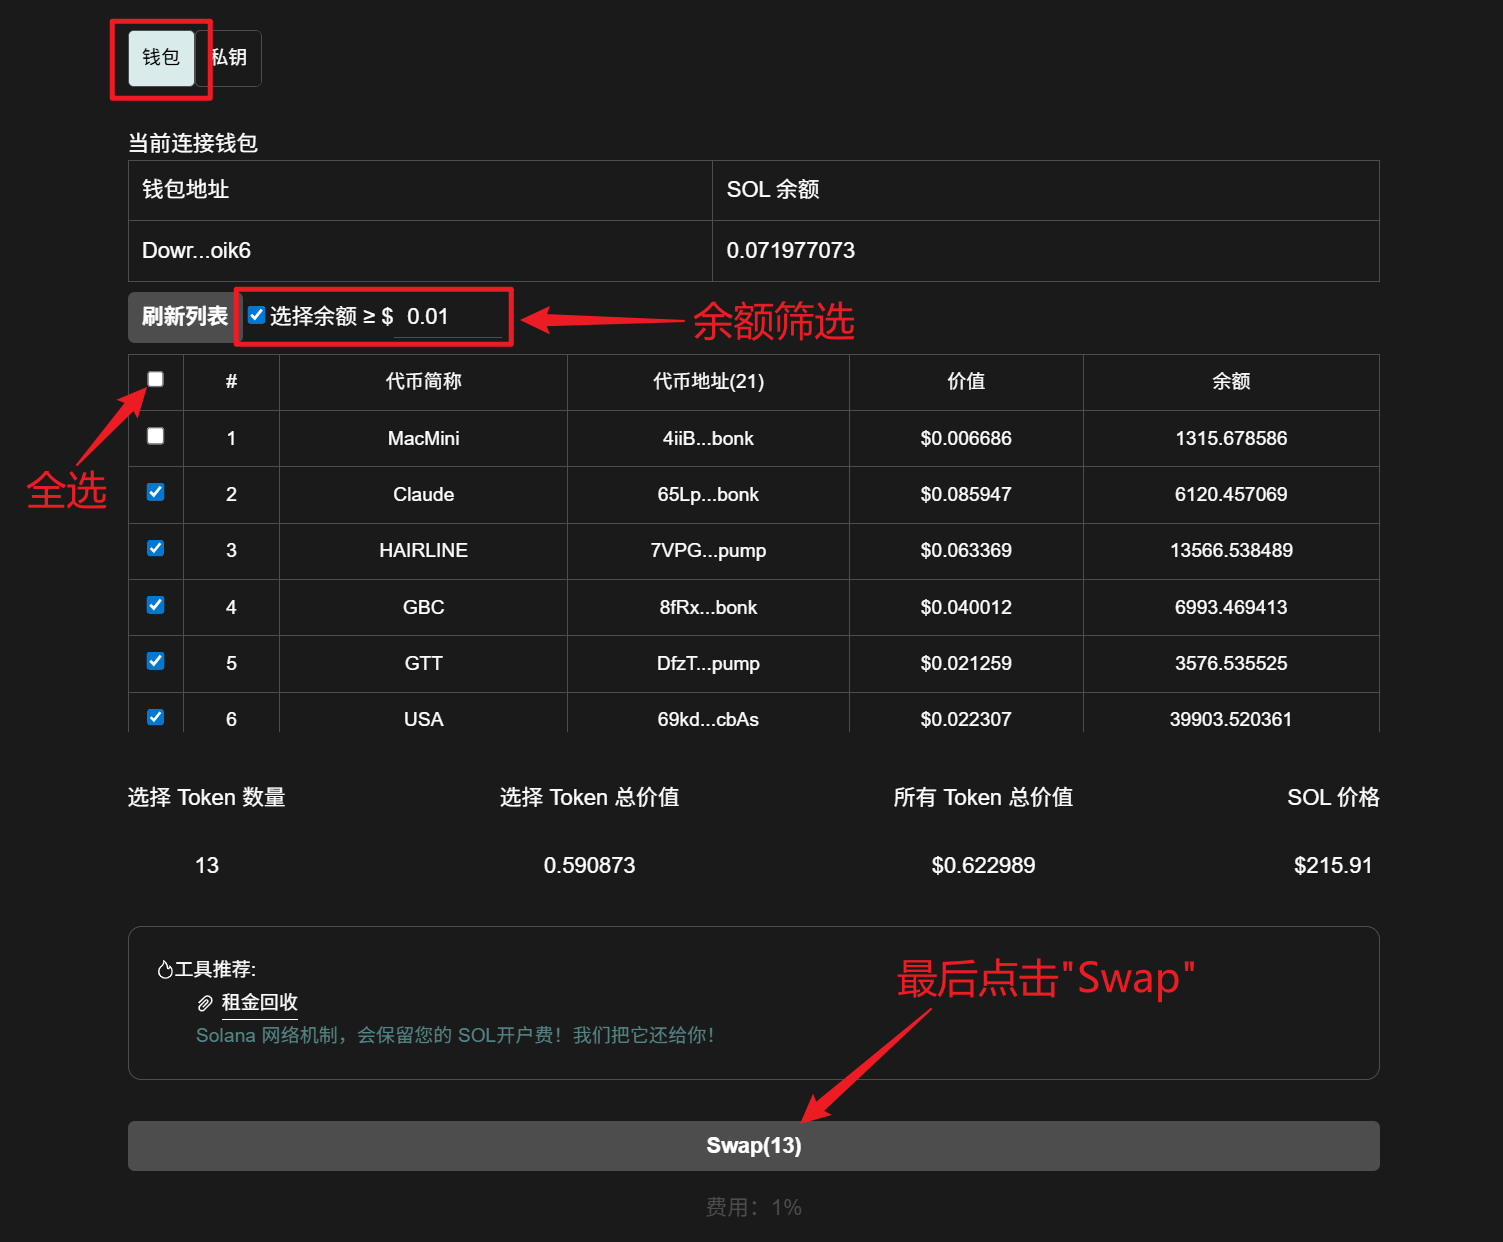 钱包 私钥
当前连接钱包
钱包地址 SOL 余额
Dowr...oik6 0.071977073
刷新列表 选择余额 ≥ $ 0.01 余额筛选
# 代币简称 代币地址(21) 价值 余额
1 MacMini 4iiB...bonk $0.006686 1315.678586
全选
2 Claude 65Lp...bonk $0.085947 6120.457069
3 HAIRLINE 7VPG...pump $0.063369 13566.538489
4 GBC 8fRx...bonk $0.040012 6993.469413
5 GTT DfzT...pump $0.021259 3576.535525
6 USA 69kd...cbAs $0.022307 39903.520361
选择 Token 数量 选择 Token 总价值 所有 Token 总价值 SOL 价格
13 0.590873 $0.622989 $215.91
工具推荐:
最后点击"Swap"
租金回收
Solana 网络机制，会保留您的 SOL开户费！我们把它还给你！
Swap(13)
费用：1%